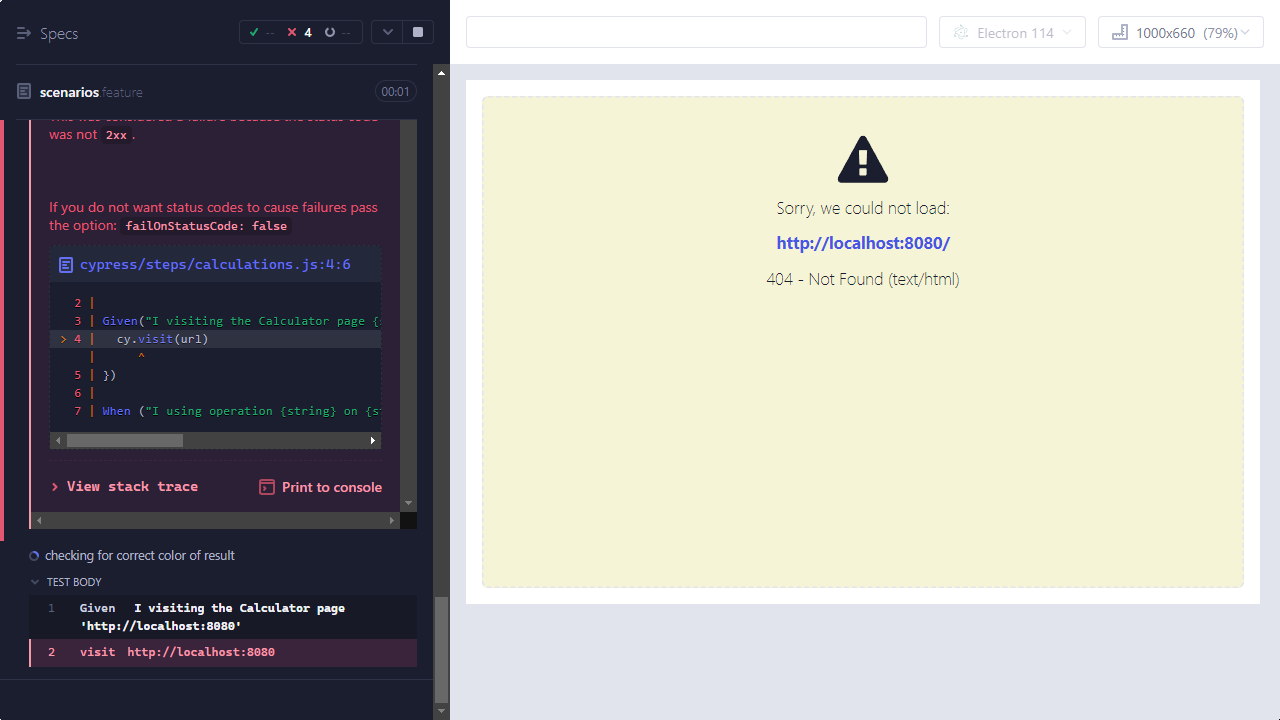 Specs
-- 4 --
scenarios feature
00:01
This was considered a failure because the status code
was not 2xx.
If you do not want status codes to cause failures pass
the option: failOnStatusCode: false
cypress/steps/calculations.js:4:6
2 |
3 | Given("I visiting the Calculator page {
> 4 | cy.visit(url)
| ^
5 | })
6 |
7 | When ("I using operation {string} on {s
> View stack trace
Print to console
checking for correct color of result
TEST BODY
1 Given I visiting the Calculator page
'http://localhost:8080'
2 visit http://localhost:8080
Electron 114
1000x660 (79%)
Sorry, we could not load:
http://localhost:8080/
404 - Not Found (text/html)